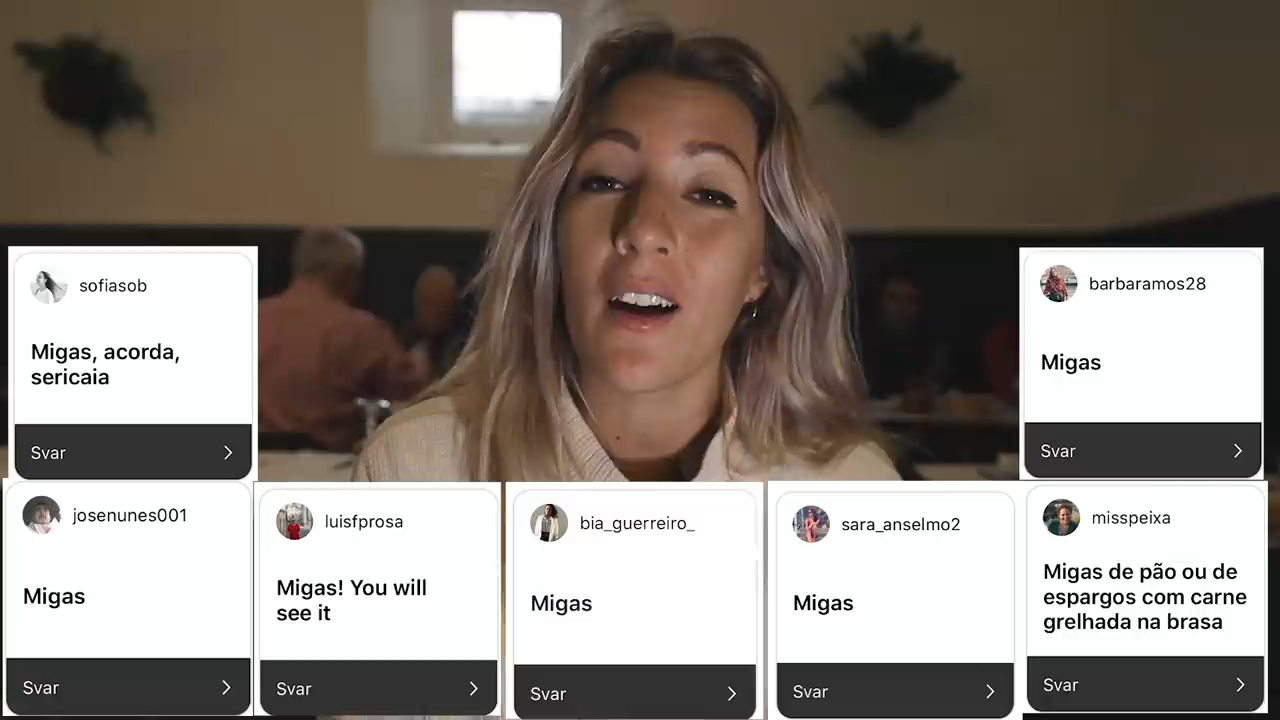 sofiasob
Migas, acorda,
sericaia
Svar
barbaramos28
Migas
Svar
josenunes001
Migas
Svar
luisfprosa
Migas! You will
see it
Svar
bia_guerreiro_
Migas
Svar
sara_anselmo2
Migas
Svar
misspeixa
Migas de pão ou de
espargos com carne
grelhada na brasa
Svar